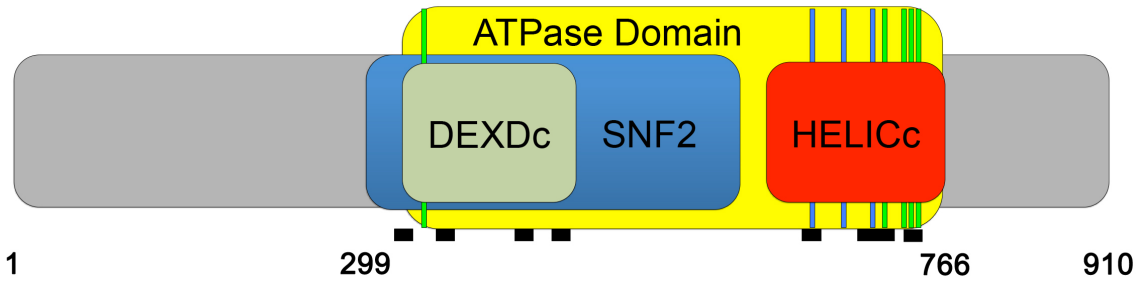 ATPase Domain
DEXDc SNF2 HELICc
1 299 766 910